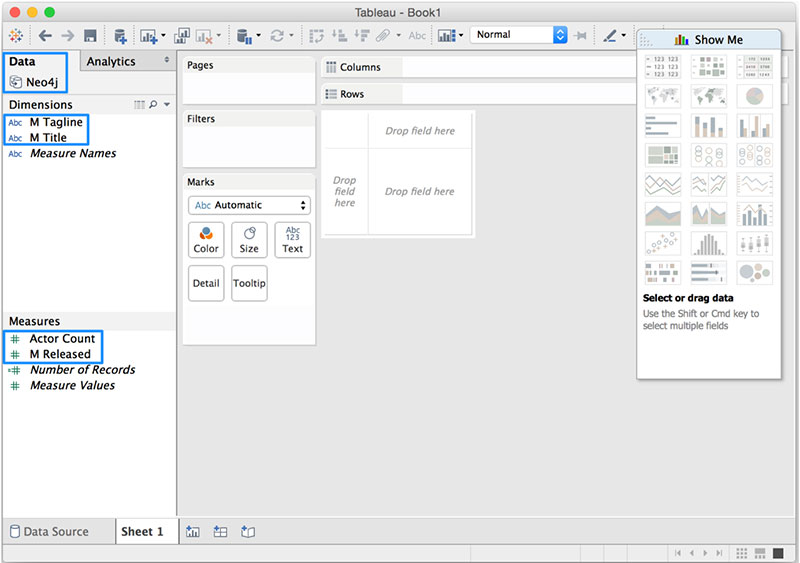 Tableau - Book1
Abc
Normal
Data
Analytics
Neo4j
Dimensions
Abc M Tagline
Abc M Title
Abc Measure Names
Measures
# Actor Count
# M Released
# Number of Records
# Measure Values
Pages
Filters
Marks
Abc Automatic
Color
Size
Abc
123
Text
Detail
Tooltip
Columns
Rows
Drop field here
Drop
field
here
Drop field here
Show Me
Select or drag data
Use the Shift or Cmd key to
select multiple fields
Data Source
Sheet 1